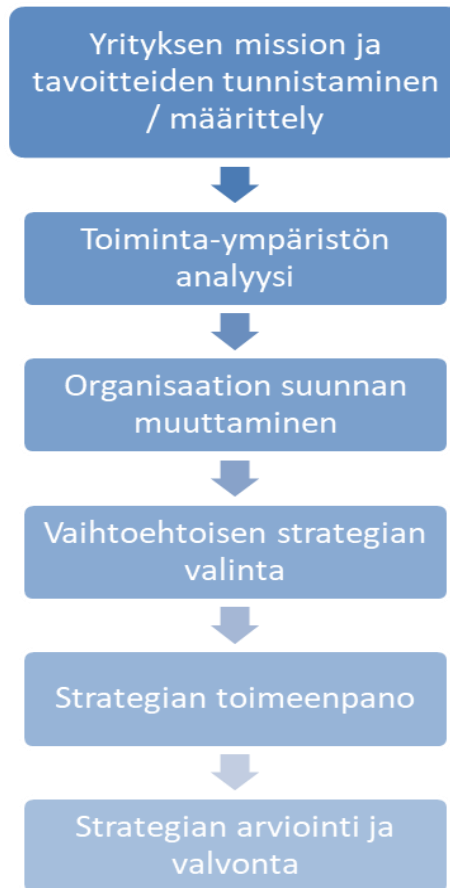 Yrityksen mission ja
tavoitteiden tunnistaminen
/ määrittely
Toiminta-ympäristön
analyysi
Organisaation suunnan
muuttaminen
Vaihtoehtoisen strategian
valinta
Strategian toimeenpano
Strategian arviointi ja
valvonta